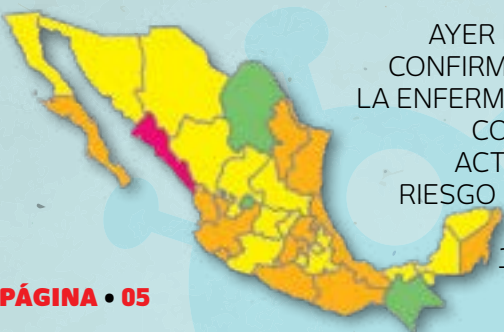 AYER
CONFIRM
LA ENFERM
CO
ACT
RIESGO
PÁGINA • 05